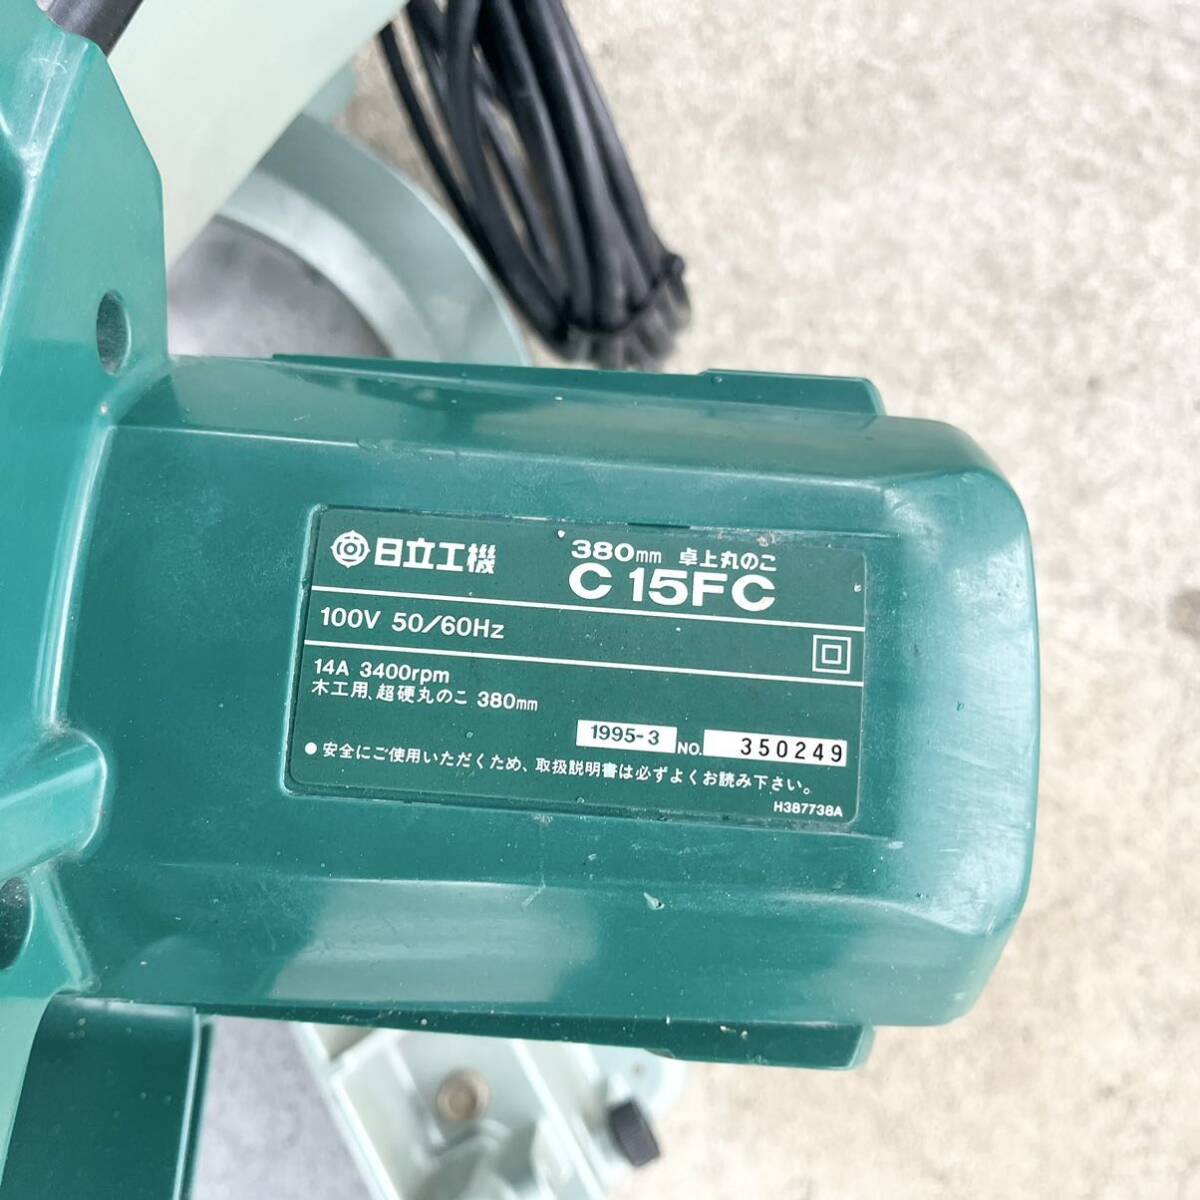 日立工機
380mm 卓上丸のこ
C 15FC
100V 50/60Hz
14A 3400rpm
木工用、超硬丸のこ 380mm
1995-3 NO. 350249
● 安全にご使用いただくため、取扱説明書は必ずよくお読み下さい。
H387738A